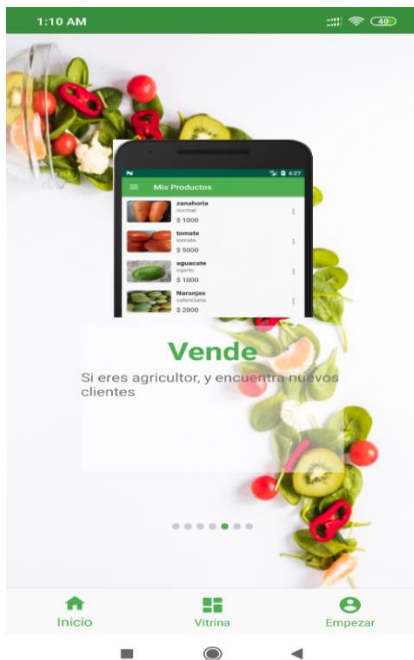 1:10 AM
40
4:27
Mis Productos
zanahoria
normal
$ 1000
tomate
tomate
$ 5000
aguacate
injerto
$ 1000
Naranjas
valenciana
$ 2000
Vende
Si eres agricultor, y encuentra nuevos
clientes
Inicio
Vitrina
Empezar